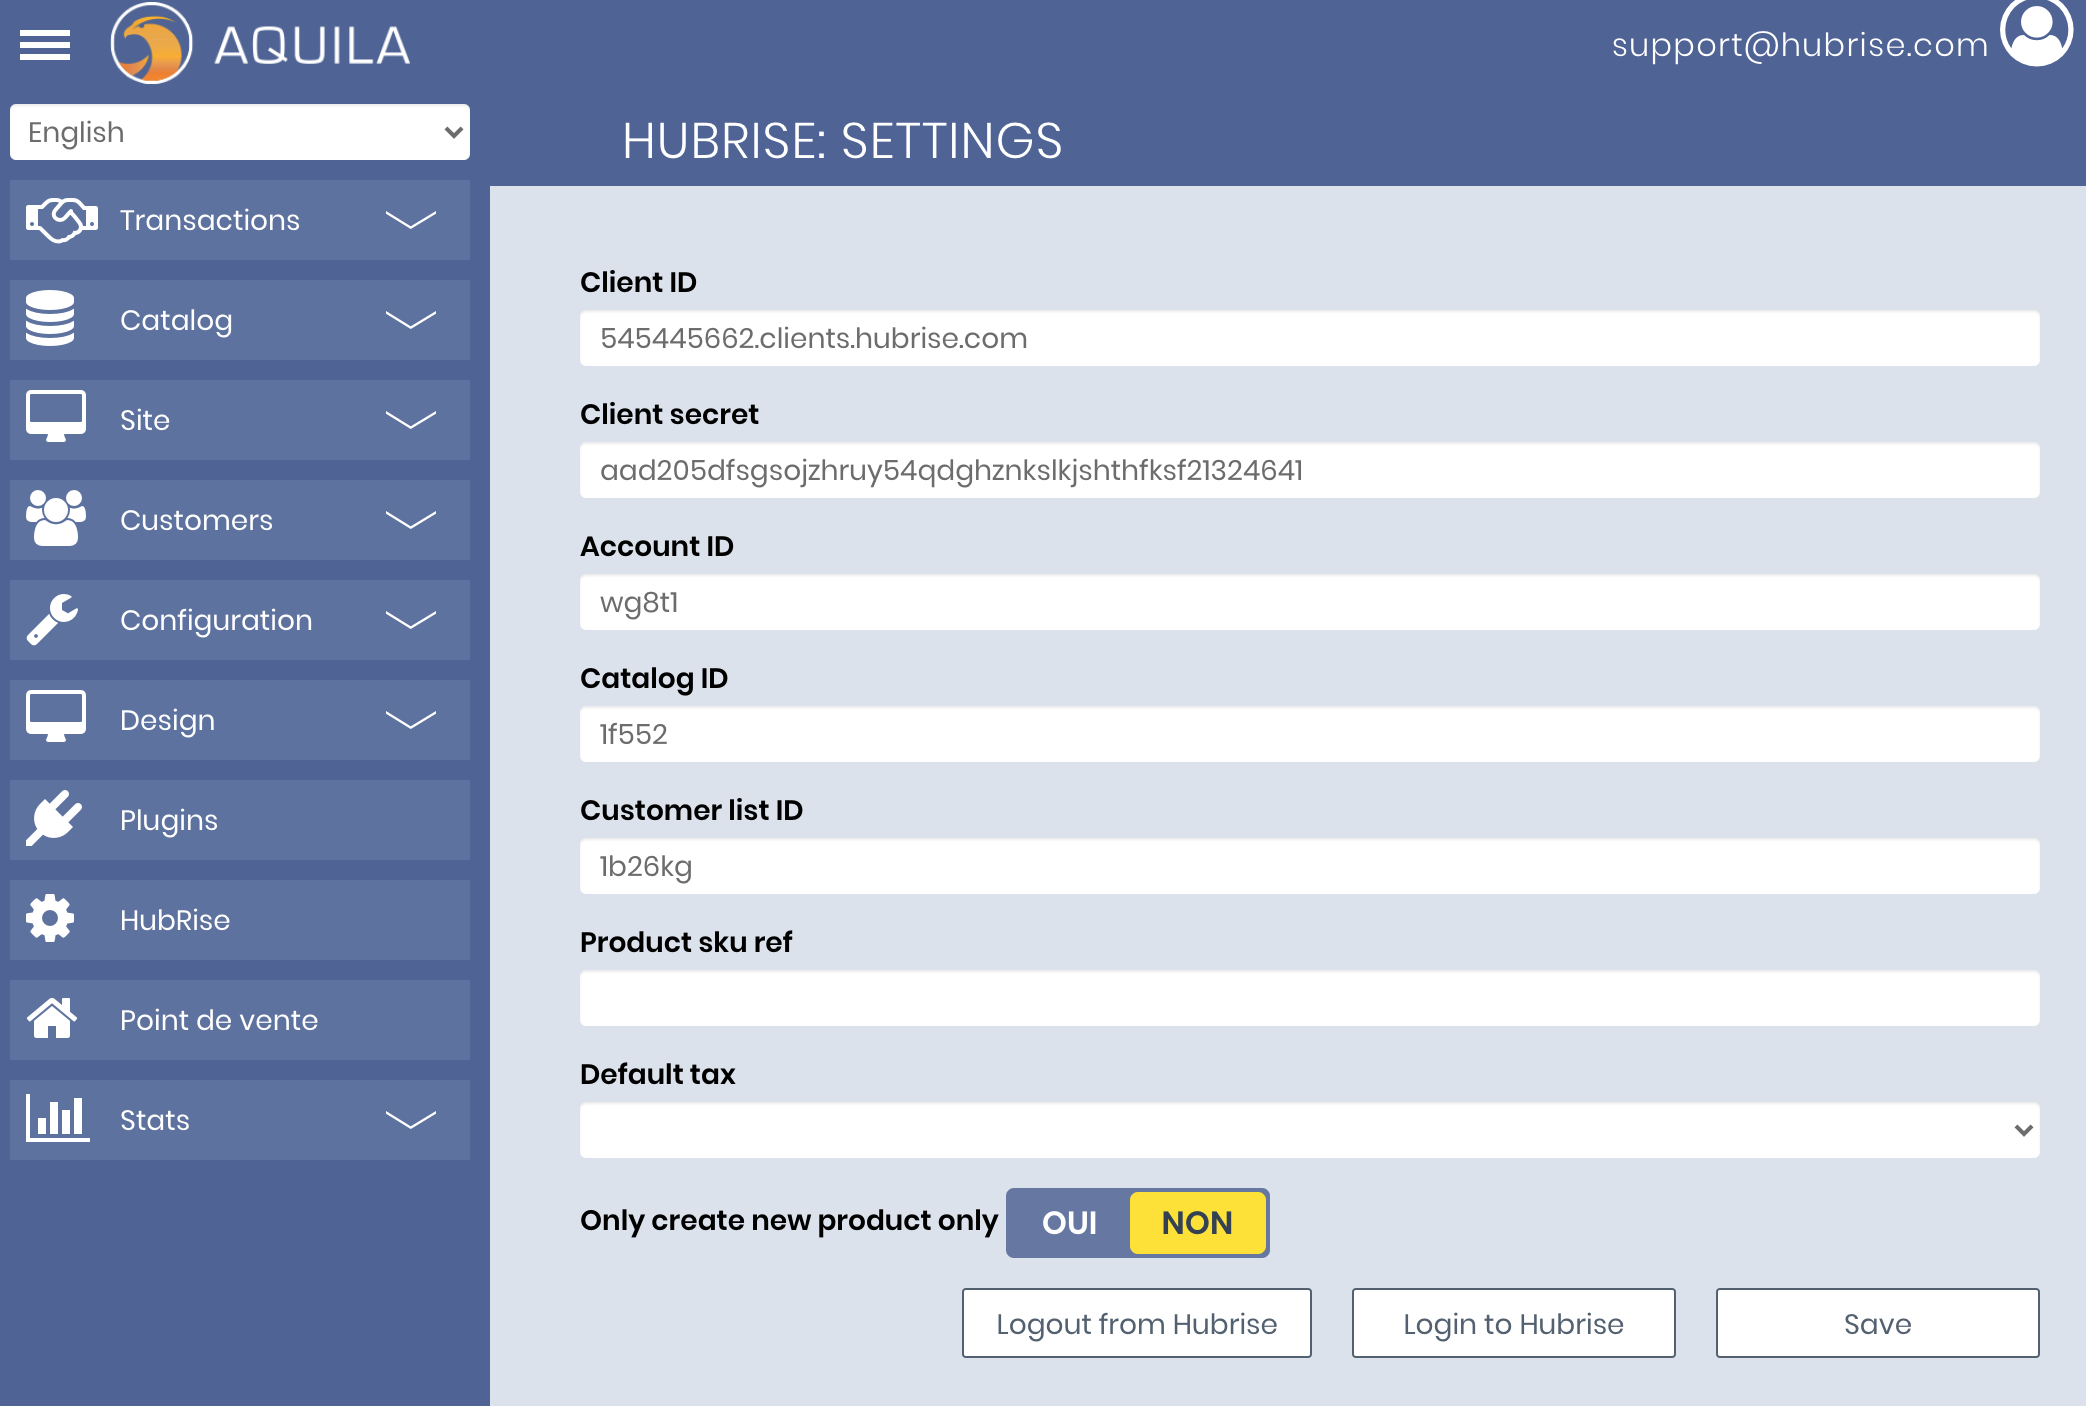 AQUILA
support@hubrise.com
English
HUBRISE: SETTINGS
Transactions
Catalog
Site
Customers
Configuration
Design
Plugins
HubRise
Point de vente
Stats
Client ID
545445662.clients.hubrise.com
Client secret
aad205dfsgsojzhruy54qdghznkslkjshthfksf21324641
Account ID
wg8t1
Catalog ID
1f552
Customer list ID
1b26kg
Product sku ref
Default tax
Only create new product only OUI NON
Logout from Hubrise Login to Hubrise Save